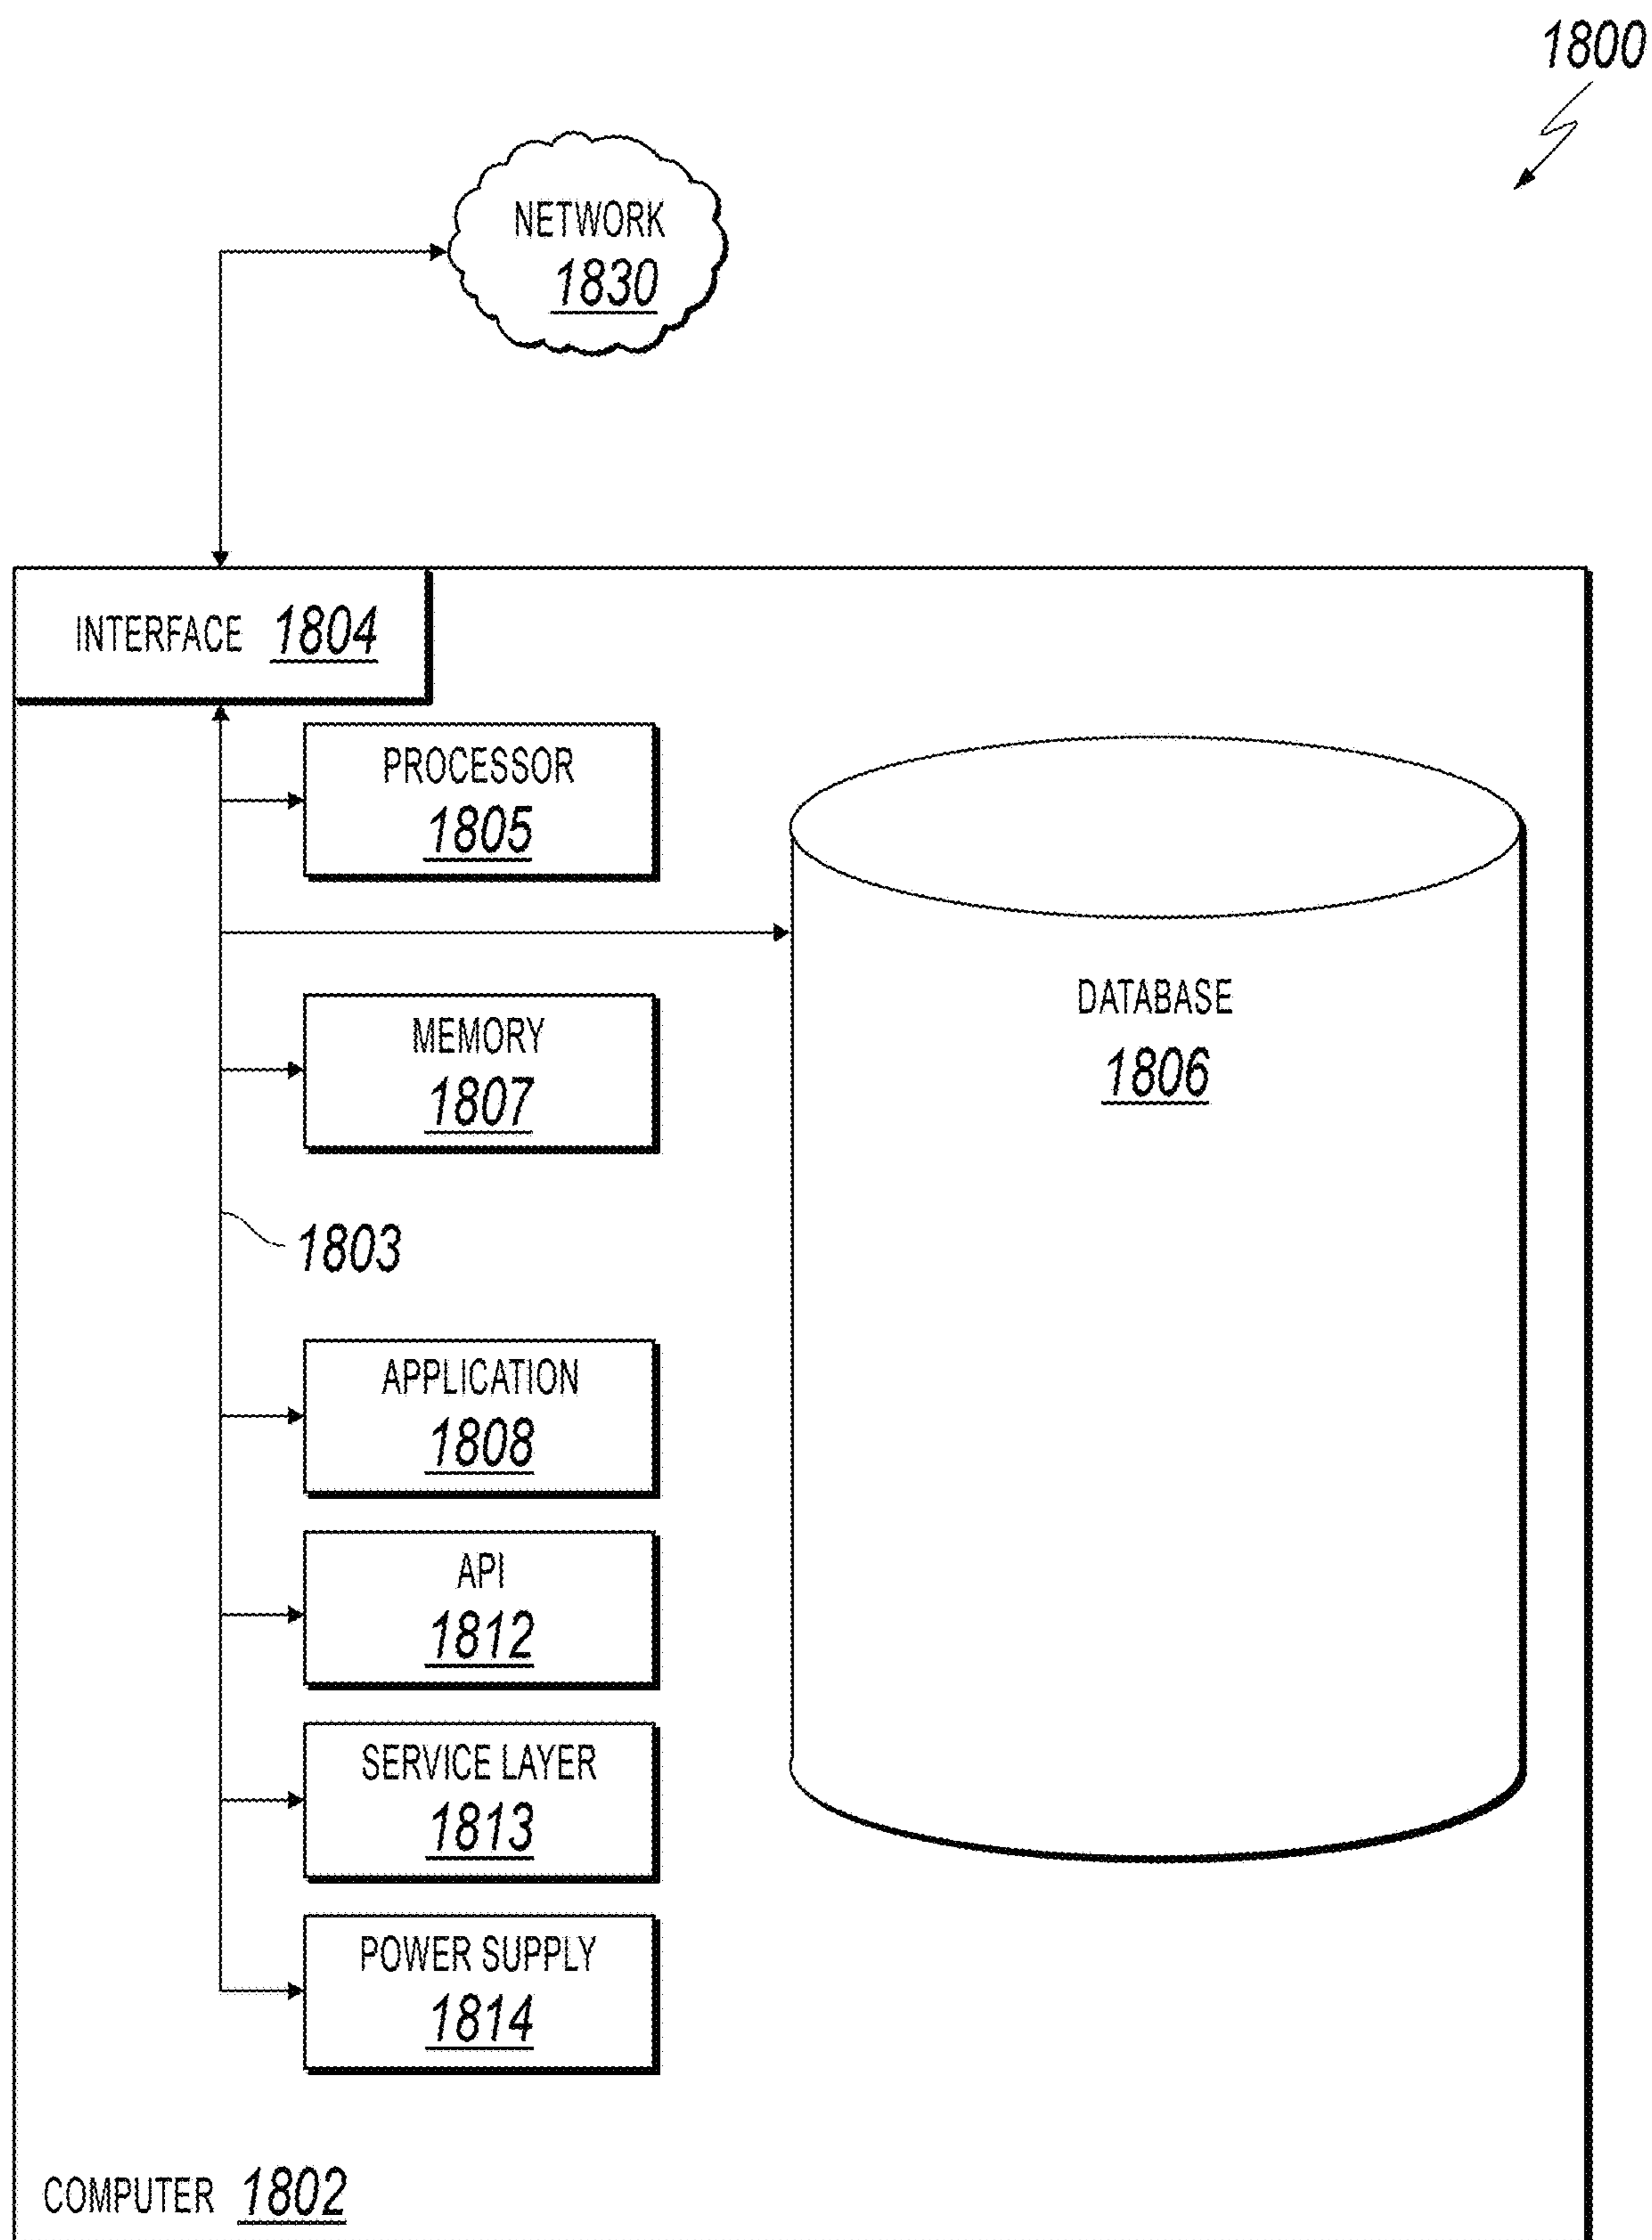 1800
NETWORK
1830
INTERFACE 1804
PROCESSOR
1805
DATABASE
1806
MEMORY
1807
1803
APPLICATION
1808
API
1812
SERVICE LAYER
1813
POWER SUPPLY
1814
COMPUTER 1802